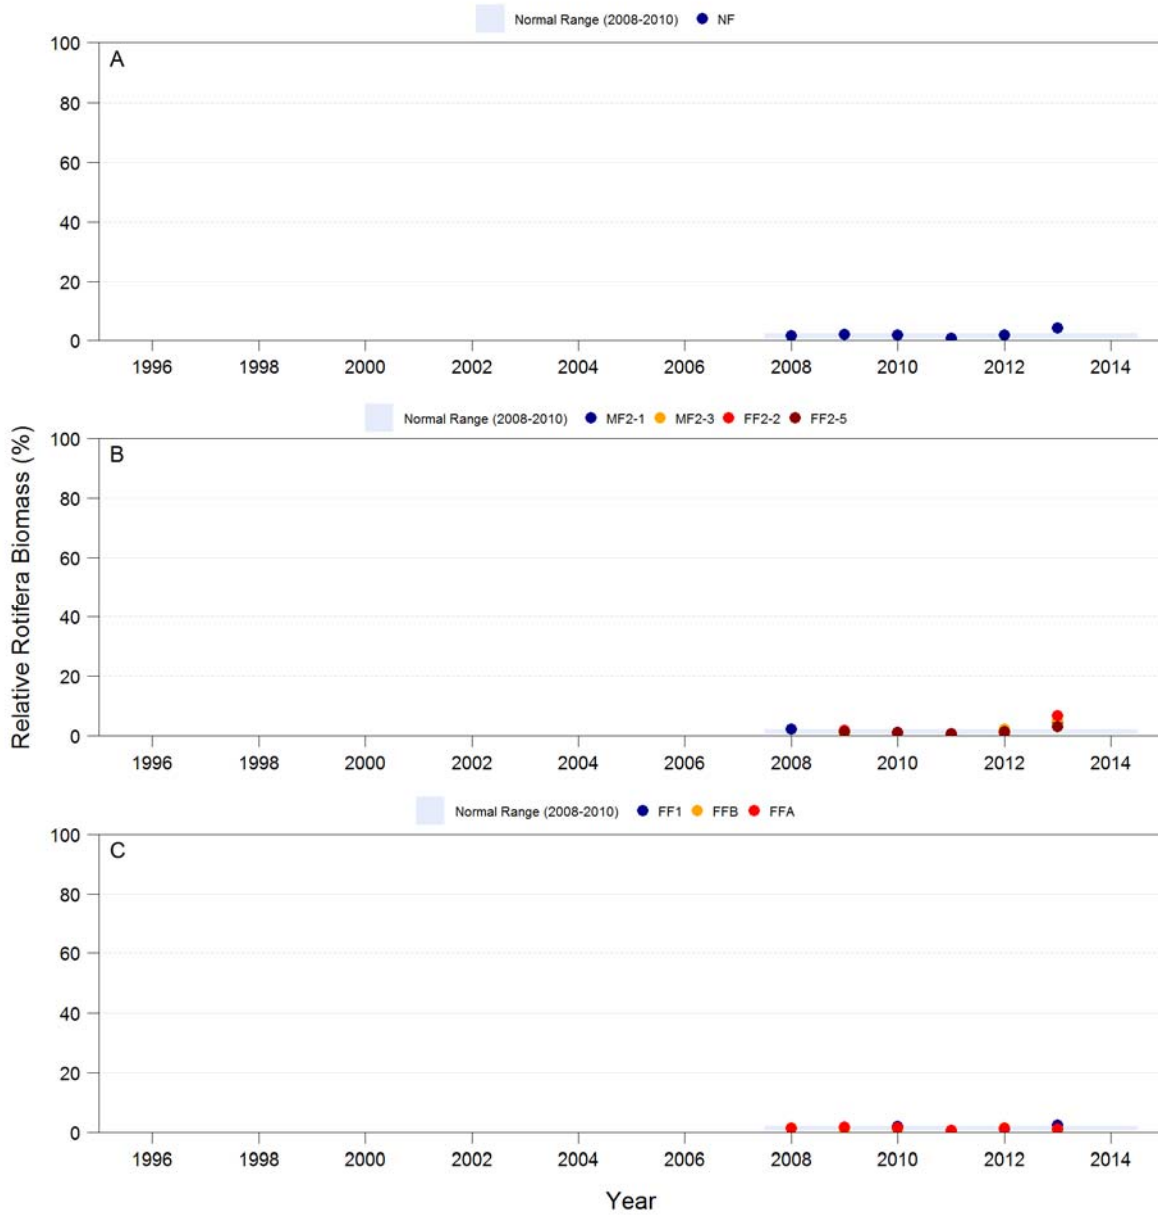 Normal Range (2008-2010) NF
A
100
80
60
40
20
0
1996 1998 2000 2002 2004 2006 2008 2010 2012 2014
Normal Range (2008-2010) MF2-1 MF2-3 FF2-2 FF2-5
B
100
80
60
40
20
0
1996 1998 2000 2002 2004 2006 2008 2010 2012 2014
Relative Rotifera Biomass (%)
Normal Range (2008-2010) FF1 FFB FFA
C
100
80
60
40
20
0
1996 1998 2000 2002 2004 2006 2008 2010 2012 2014
Year